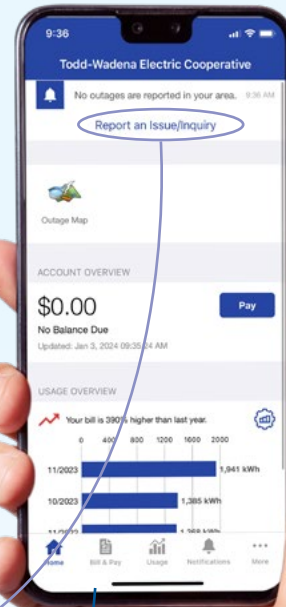 9:36
Todd-Wadena Electric Cooperative
No outages are reported in your area. 9:36 AM
Report an Issue/Inquiry
Outage Map
ACCOUNT OVERVIEW
$0.00
Pay
No Balance Due
Updated: Jan 3, 2024 09:35:24 AM
USAGE OVERVIEW
Your bill is 390% higher than last year.
0 400 800 1200 1600 2000
11/2023 1,941 kWh
10/2023 1,385 kWh
1,368 kWh
Home Bill & Pay Usage Notifications More